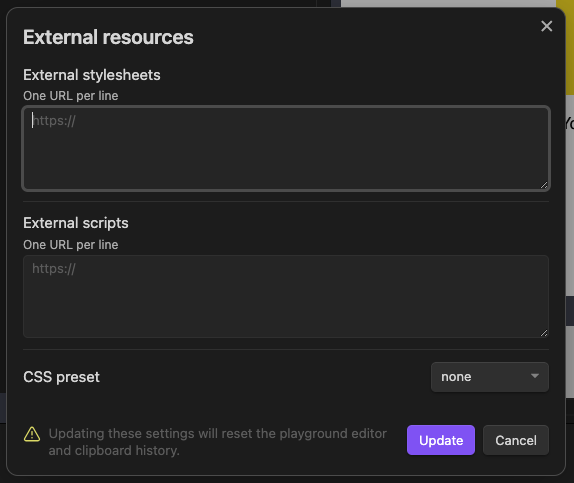 External resources
External stylesheets
One URL per line
https://
External scripts
One URL per line
https://
CSS preset
none
Updating these settings will reset the playground editor
and clipboard history.
Update
Cancel